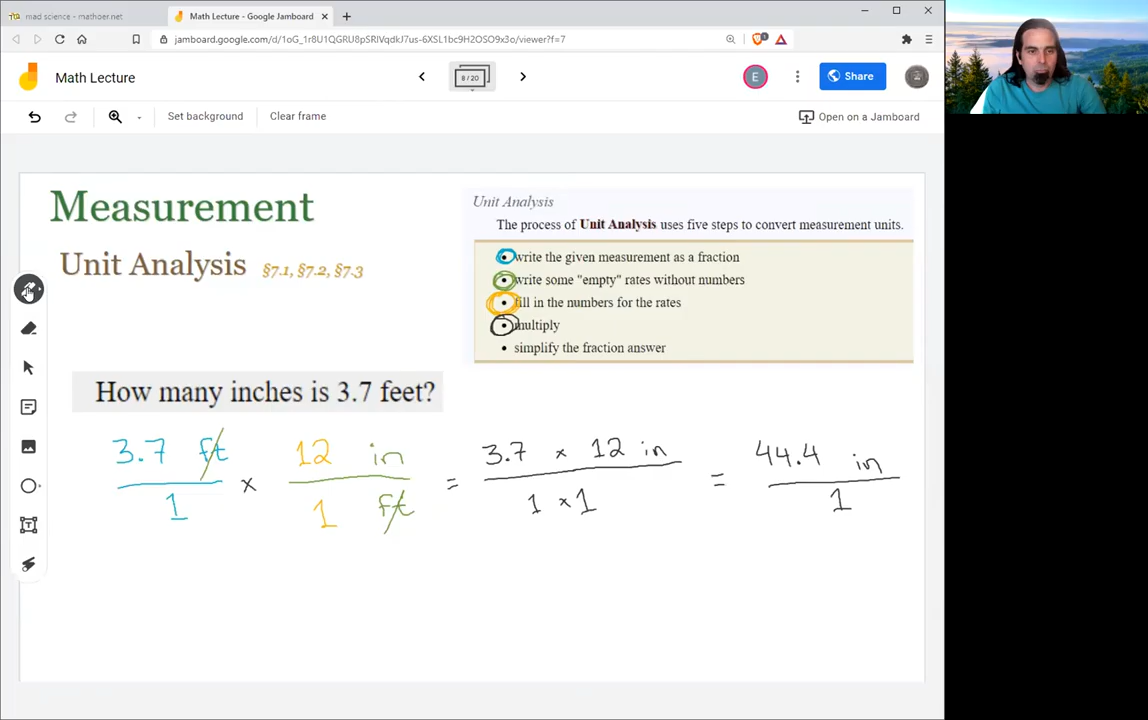 mad science - mathoer.net
Math Lecture - Google Jamboard
jamboard.google.com/d/1oG_1r8U1QGRU8pSRlVqdkJ7us-6XSL1bc9H2OSO9x3o/viewer?f=7
Math Lecture
8 / 20
E
Share
Set background
Clear frame
Open on a Jamboard
Measurement
Unit Analysis §7.1, §7.2, §7.3
Unit Analysis
The process of Unit Analysis uses five steps to convert measurement units.
• write the given measurement as a fraction
• write some "empty" rates without numbers
• fill in the numbers for the rates
• multiply
• simplify the fraction answer
How many inches is 3.7 feet?
3.7 ft × 12 in = 3.7 × 12 in = 44.4 in
1 1 ft 1 × 1 1